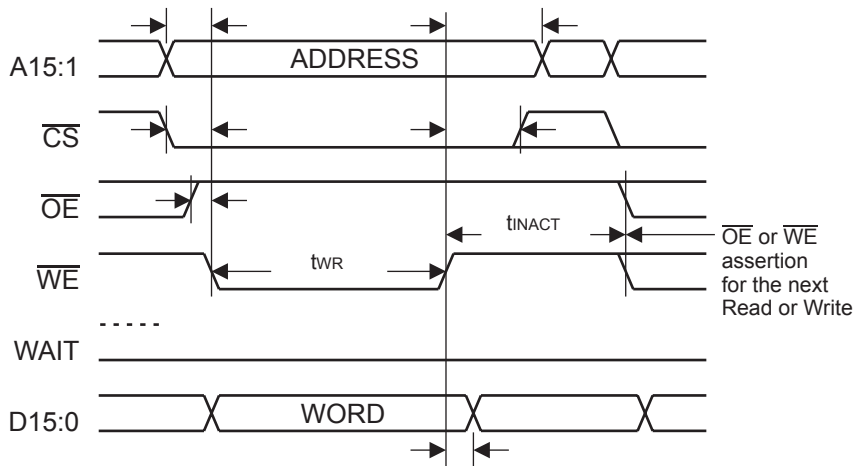 A15:1
ADDRESS
CS
OE
tINACT
OE or WE
assertion
for the next
Read or Write
WE
tWR
WAIT
D15:0
WORD